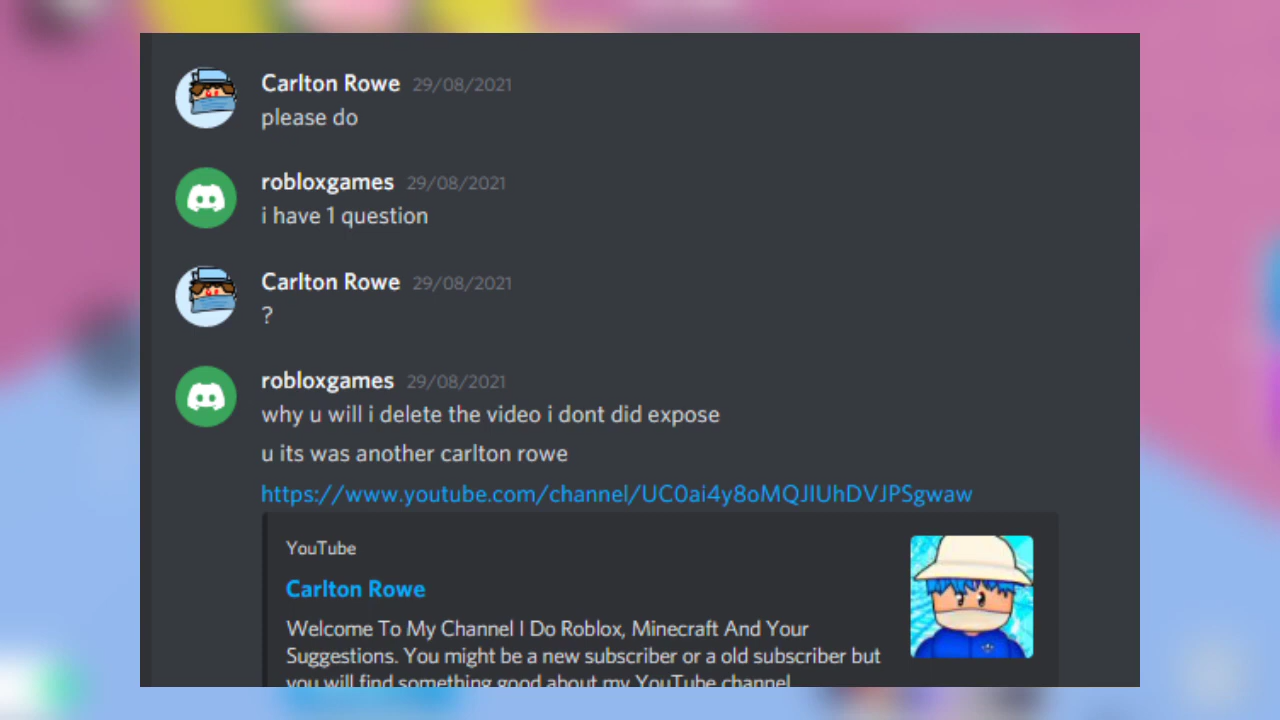 Carlton Rowe 29/08/2021
please do
robloxgames 29/08/2021
i have 1 question
Carlton Rowe 29/08/2021
?
robloxgames 29/08/2021
why u will i delete the video i dont did expose
u its was another carlton rowe
https://www.youtube.com/channel/UC0ai4y8oMQJIUhDVJPSgwaw
YouTube
Carlton Rowe
Welcome To My Channel I Do Roblox, Minecraft And Your
Suggestions. You might be a new subscriber or a old subscriber but
you will find something good about my YouTube channel